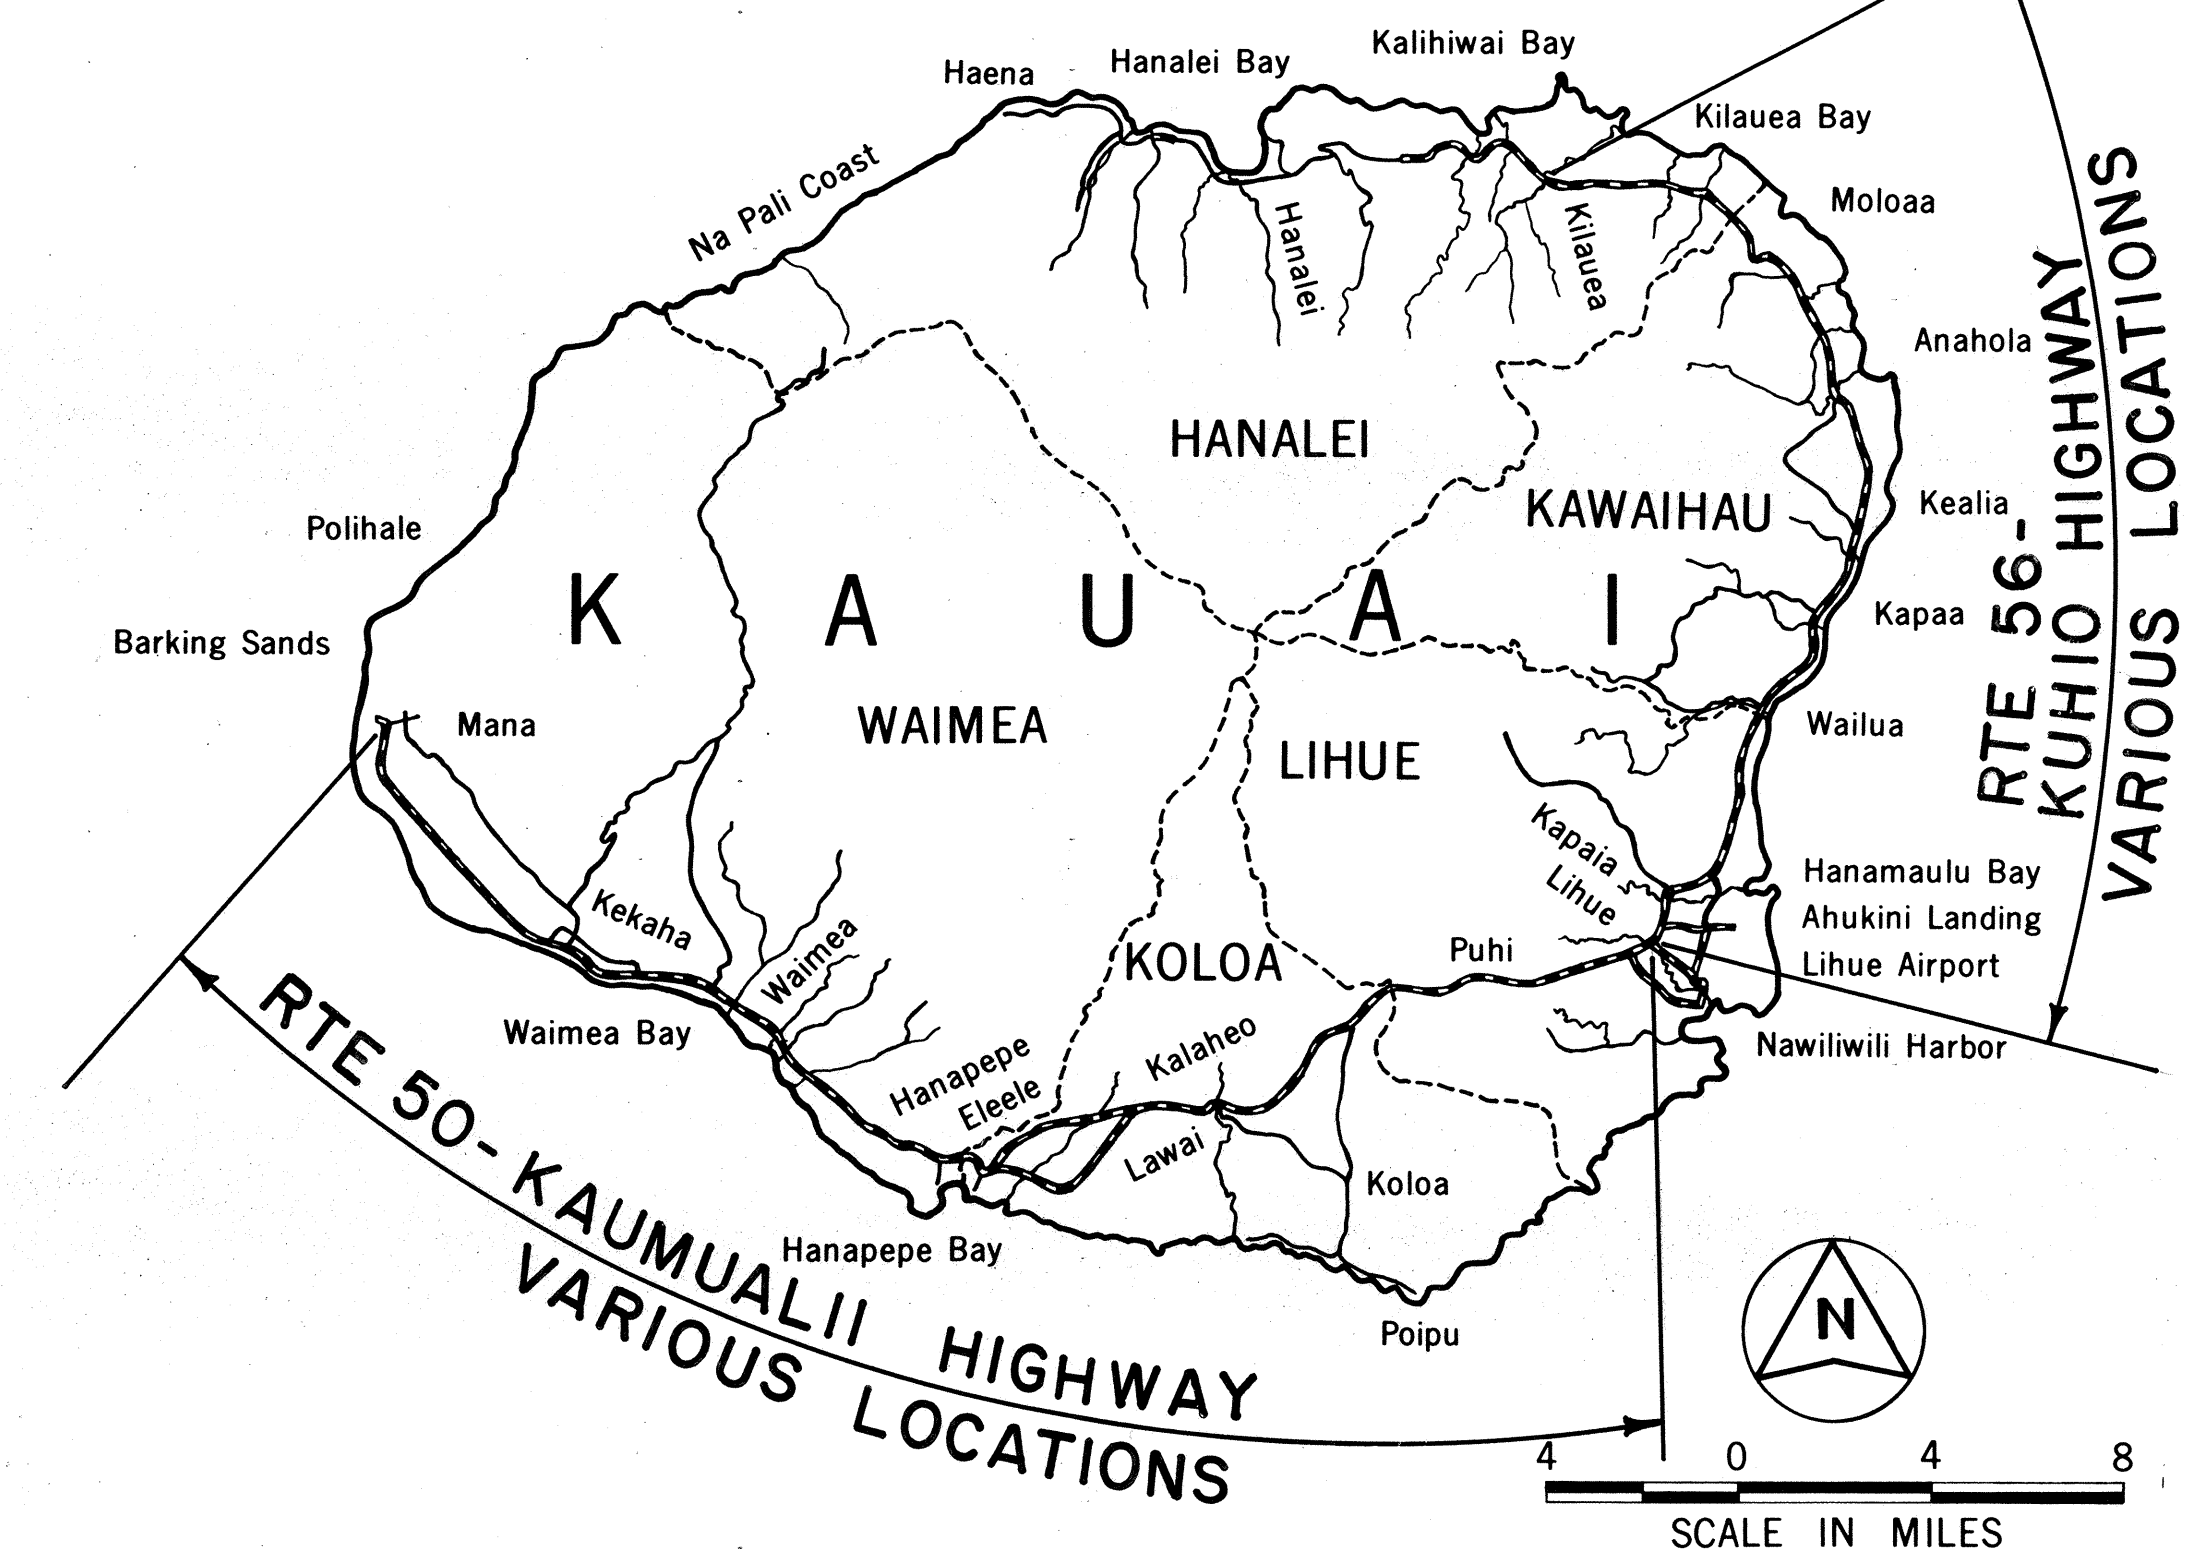 Kalihiwai Bay
Hanalei Bay
Haena
Kilauea Bay
Na Pali Coast
Moloaa
Hanalei
Kilauea
Anahola
HANALEI
KAWAIHAU
Kealia
Polihale
KAUAI
Kapaa
Barking Sands
Mana
WAIMEA
LIHUE
Wailua
RTE 56-
KUHIO HIGHWAY
VARIOUS LOCATIONS
Kapaia
Lihue
Hanamaulu Bay
Ahukini Landing
Lihue Airport
Kekaha
Waimea
KOLOA
Puhi
Waimea Bay
Nawiliwili Harbor
Hanapepe
Eleele
Kalaheo
Lawai
Koloa
Hanapepe Bay
Poipu
RTE 50-KAUMUALII HIGHWAY
VARIOUS LOCATIONS
N
4 0 4 8
SCALE IN MILES